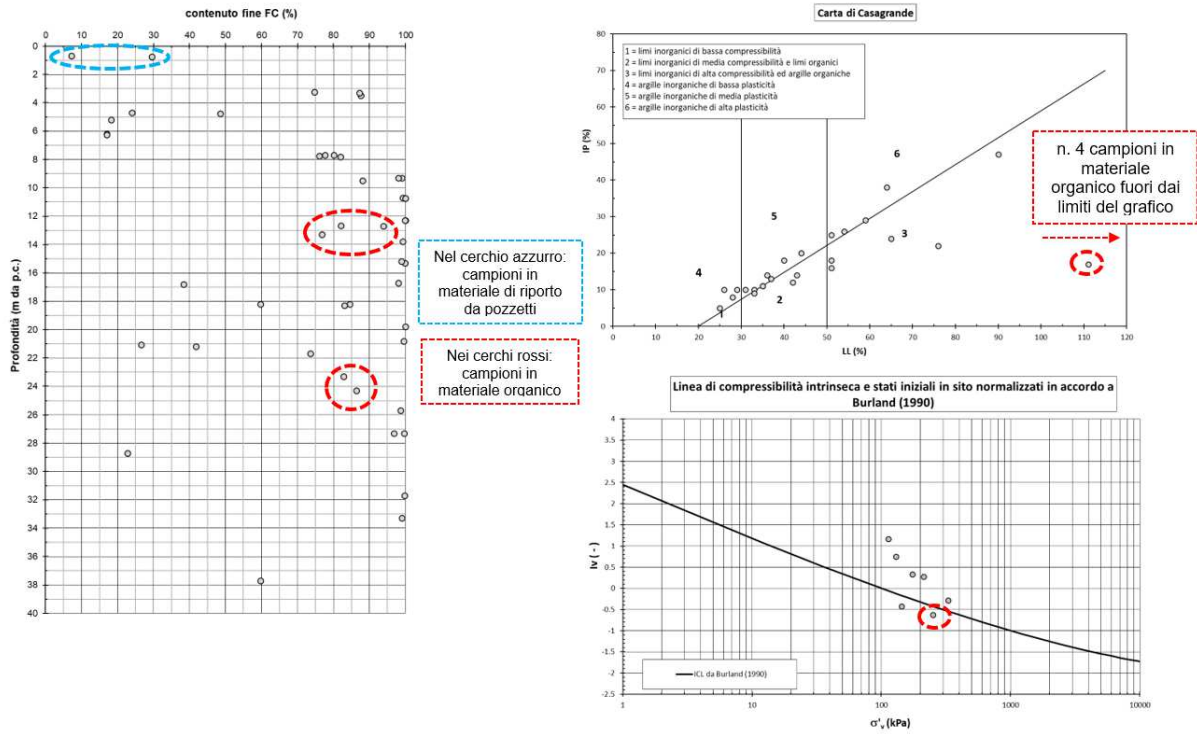 contenuto fine FC (%)
0 10 20 30 40 50 60 70 80 90 100
0
2
4
6
8
10
12
14
16
18
20
22
24
26
28
30
32
34
36
38
40
Profondità (m da p.c.)
Nel cerchio azzurro:
campioni in
materiale di riporto
da pozzetti
Nei cerchi rossi:
campioni in
materiale organico
Carta di Casagrande
1 = limi inorganici di bassa compressibilità
2 = limi inorganici di media compressibilità e limi organici
3 = limi inorganici di alta compressibilità ed argille organiche
4 = argille inorganiche di bassa plasticità
5 = argille inorganiche di media plasticità
6 = argille inorganiche di alta plasticità
80
70
60
50
40
30
20
10
0
IP (%)
6
5
3
4
2
1
0 10 20 30 40 50 60 70 80 90 100 110 120
LL (%)
n. 4 campioni in
materiale
organico fuori dai
limiti del grafico
Linea di compressibilità intrinseca e stati iniziali in sito normalizzati in accordo a
Burland (1990)
4
3.5
3
2.5
2
1.5
1
0.5
0
-0.5
-1
-1.5
-2
-2.5
Iv ( - )
ICL da Burland (1990)
1 10 100 1000 10000
σ'v (kPa)